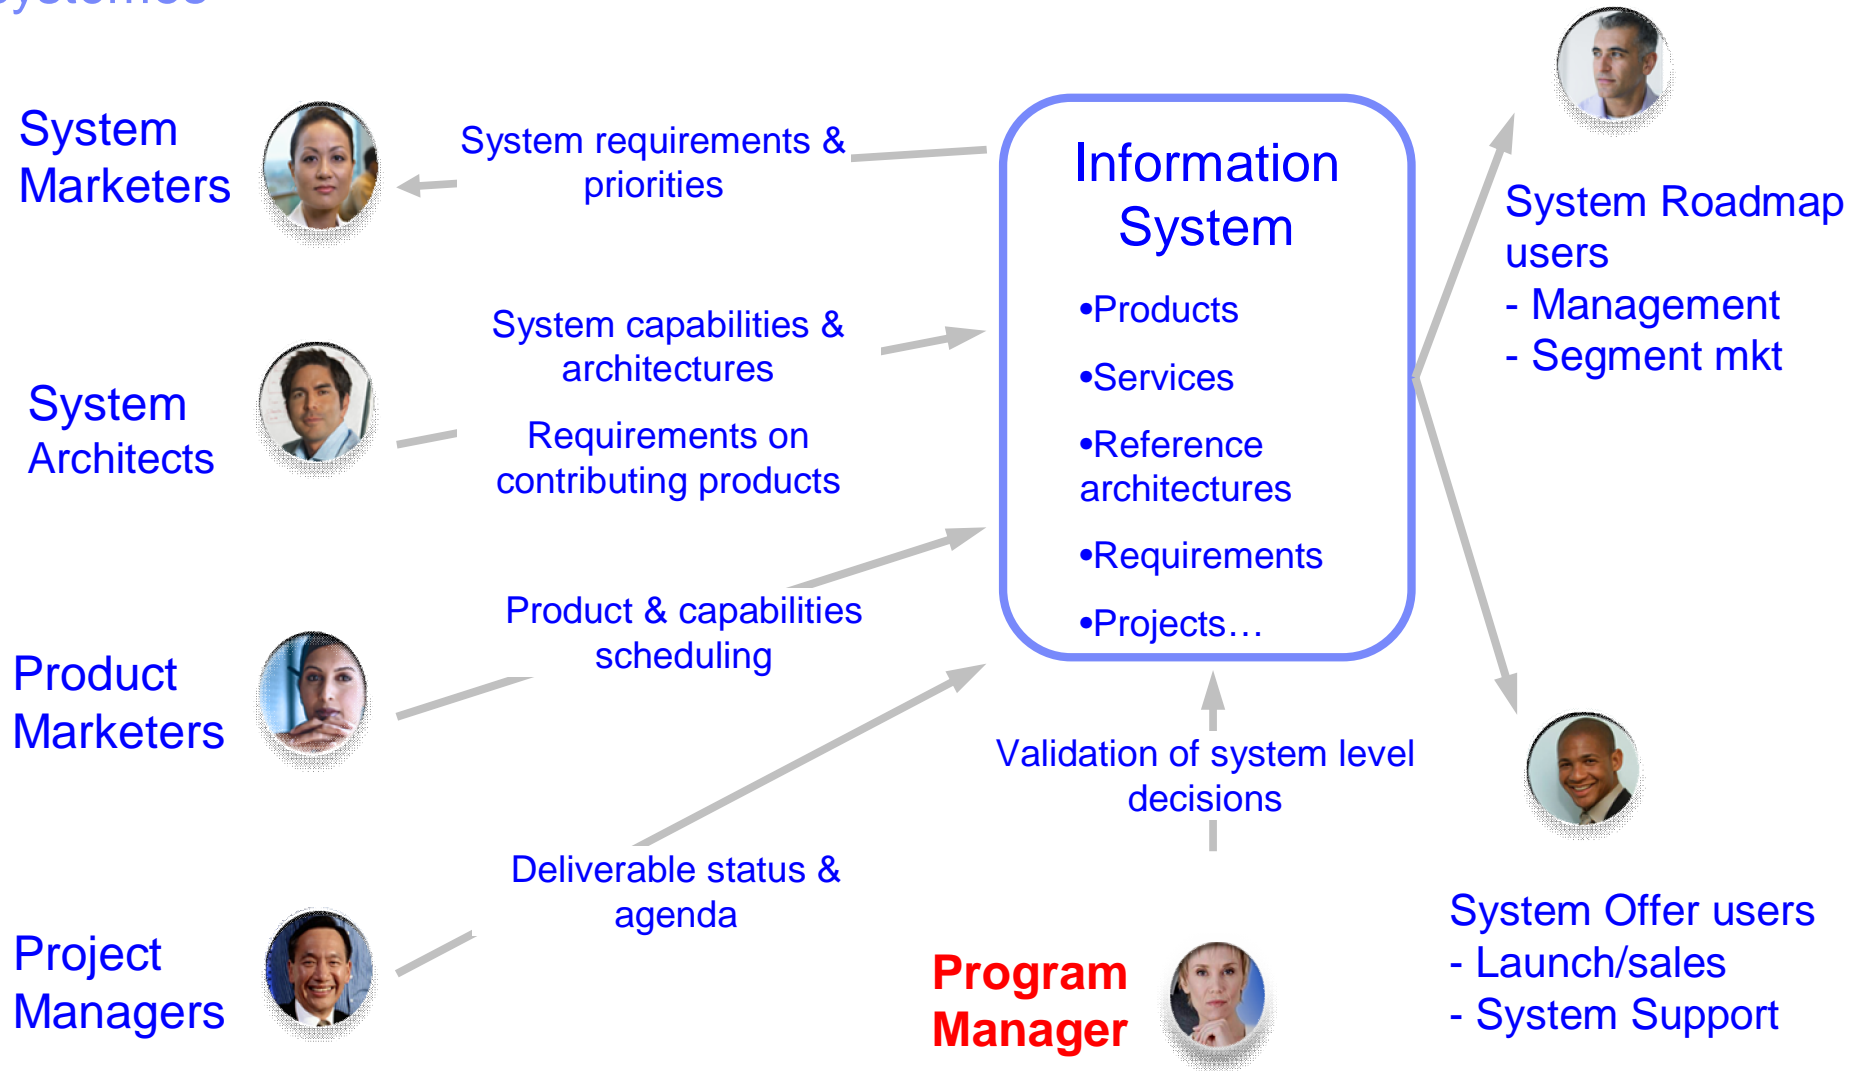 System
Marketers
System requirements &
priorities
Information
System
•Products
•Services
•Reference
architectures
•Requirements
•Projects…
System Roadmap
users
- Management
- Segment mkt
System
Architects
System capabilities &
architectures
Requirements on
contributing products
Product
Marketers
Product & capabilities
scheduling
Validation of system level
decisions
Project
Managers
Deliverable status &
agenda
Program
Manager
System Offer users
- Launch/sales
- System Support